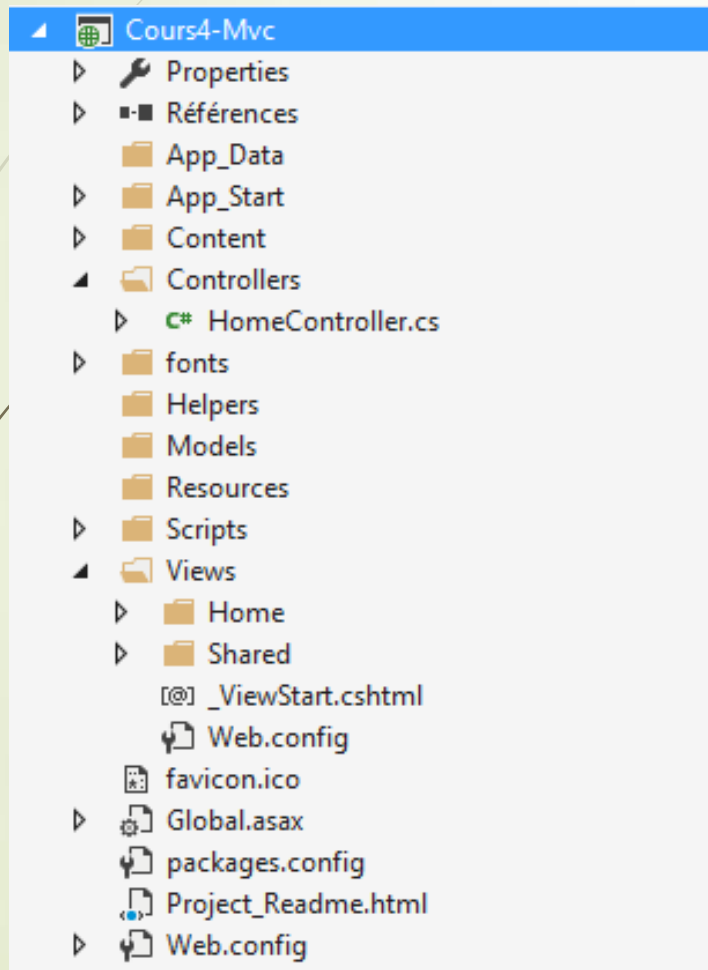 Cours4-Mvc
Properties
Références
App_Data
App_Start
Content
Controllers
C# HomeController.cs
fonts
Helpers
Models
Resources
Scripts
Views
Home
Shared
[@] _ViewStart.cshtml
Web.config
favicon.ico
Global.asax
packages.config
Project_Readme.html
Web.config